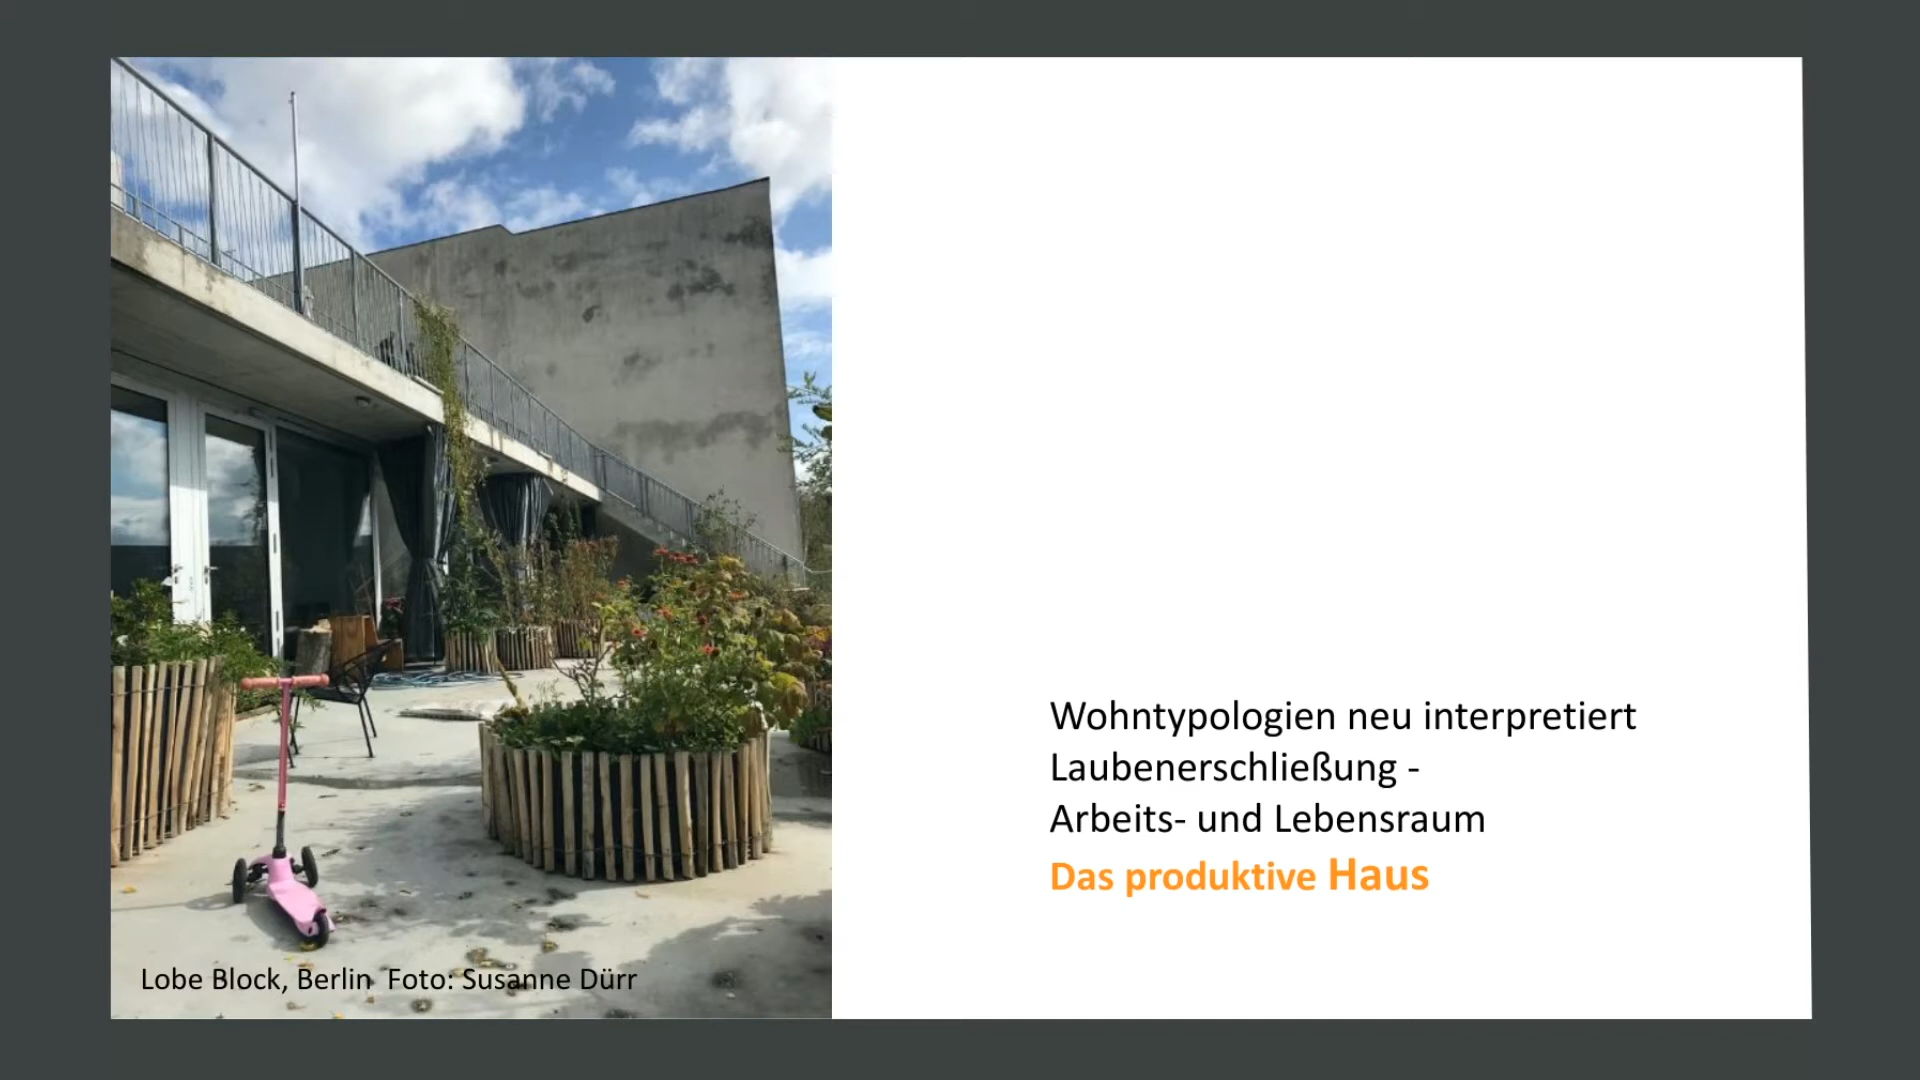 Wohntypologien neu interpretiert
Laubenerschließung -
Arbeits- und Lebensraum
Das produktive Haus
Lobe Block, Berlin  Foto: Susanne Dürr